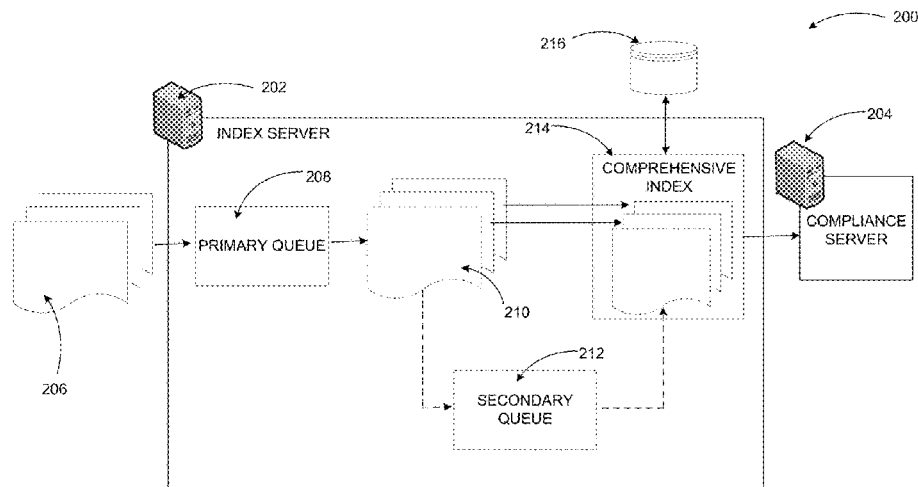 200
216
202
INDEX SERVER
214
204
208
COMPREHENSIVE
INDEX
PRIMARY QUEUE
COMPLIANCE
SERVER
206
210
212
SECONDARY
QUEUE